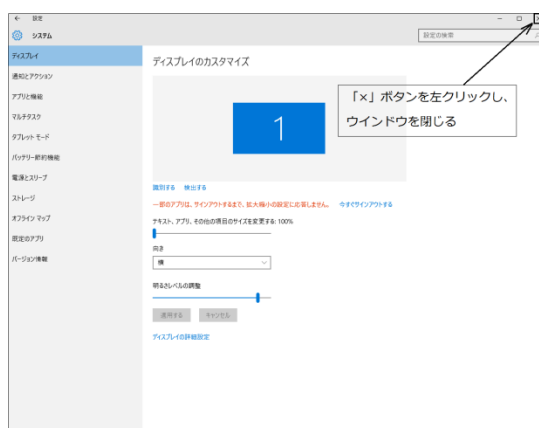 設定
システム
設定の検索
ディスプレイ
通知とアクション
アプリと機能
マルチタスク
タブレット モード
バッテリー節約機能
電源とスリープ
ストレージ
オフライン マップ
既定のアプリ
バージョン情報
ディスプレイのカスタマイズ
1
「×」ボタンを左クリックし、
ウインドウを閉じる
識別する 検出する
一部のアプリは、サインアウトするまで、拡大縮小の設定に応答しません。 今すぐサインアウトする
テキスト、アプリ、その他の項目のサイズを変更する: 100%
向き
横
明るさレベルの調整
適用する キャンセル
ディスプレイの詳細設定